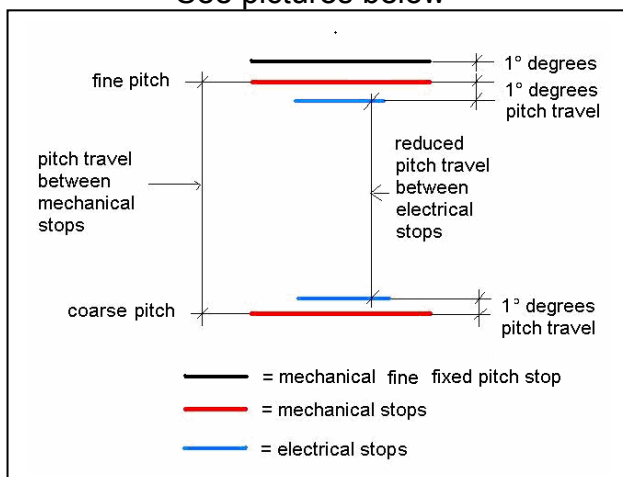 See pictures below
1° degrees
fine pitch
1° degrees
pitch travel
pitch travel
between
mechanical
stops
reduced
pitch travel
between
electrical
stops
coarse pitch
1° degrees
pitch travel
= mechanical fine fixed pitch stop
= mechanical stops
= electrical stops